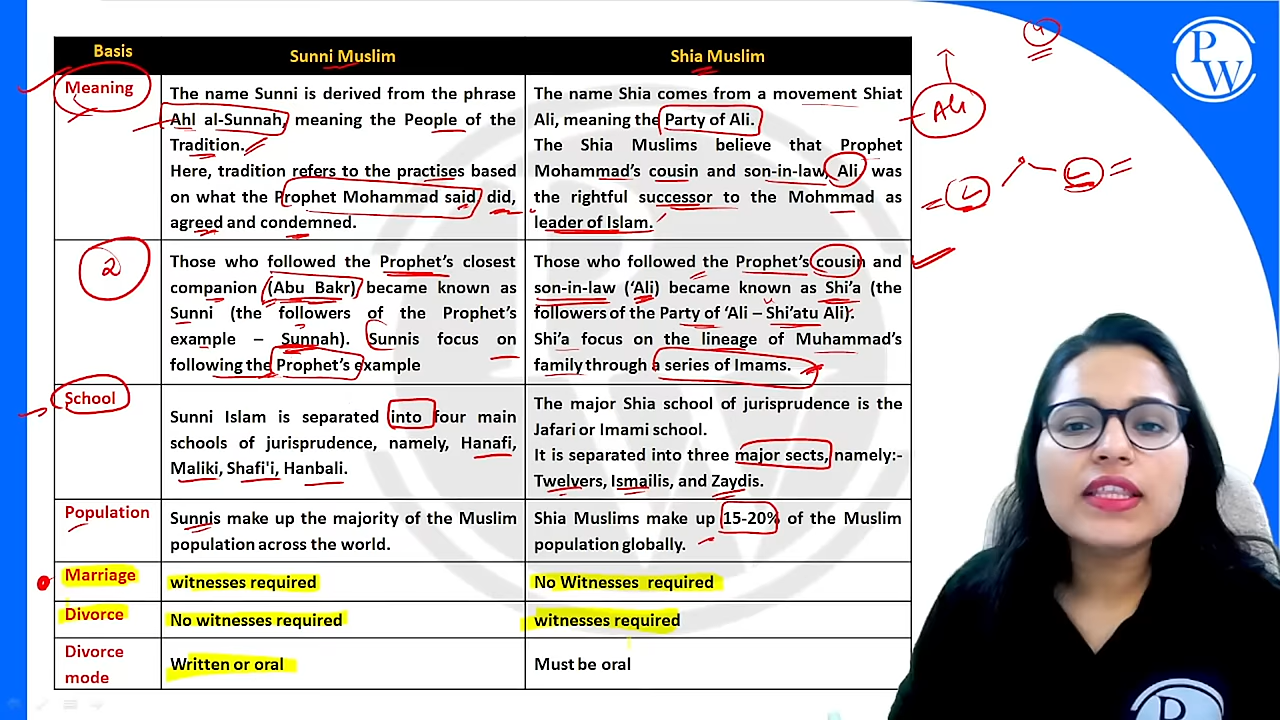 Basis
Sunni Muslim
Shia Muslim
Meaning
The name Sunni is derived from the phrase
Ahl al-Sunnah, meaning the People of the
Tradition.
Here, tradition refers to the practises based
on what the Prophet Mohammad said, did,
agreed and condemned.
The name Shia comes from a movement Shiat
Ali, meaning the Party of Ali.
The Shia Muslims believe that Prophet
Mohammad's cousin and son-in-law, Ali was
the rightful successor to the Mohmmad as
leader of Islam.
2
Those who followed the Prophet's closest
companion (Abu Bakr) became known as
Sunni (the followers of the Prophet's
example – Sunnah). Sunnis focus on
following the Prophet's example
Those who followed the Prophet's cousin and
son-in-law ('Ali) became known as Shi'a (the
followers of the Party of 'Ali – Shi'atu Ali).
Shi'a focus on the lineage of Muhammad's
family through a series of Imams.
School
Sunni Islam is separated into four main
schools of jurisprudence, namely, Hanafi,
Maliki, Shafi'i, Hanbali.
The major Shia school of jurisprudence is the
Jafari or Imami school.
It is separated into three major sects, namely:-
Twelvers, Ismailis, and Zaydis.
Population
Sunnis make up the majority of the Muslim
population across the world.
Shia Muslims make up 15-20% of the Muslim
population globally.
Marriage
witnesses required
No Witnesses required
Divorce
No witnesses required
witnesses required
Divorce
mode
Written or oral
Must be oral
Ali
P
W
P
W